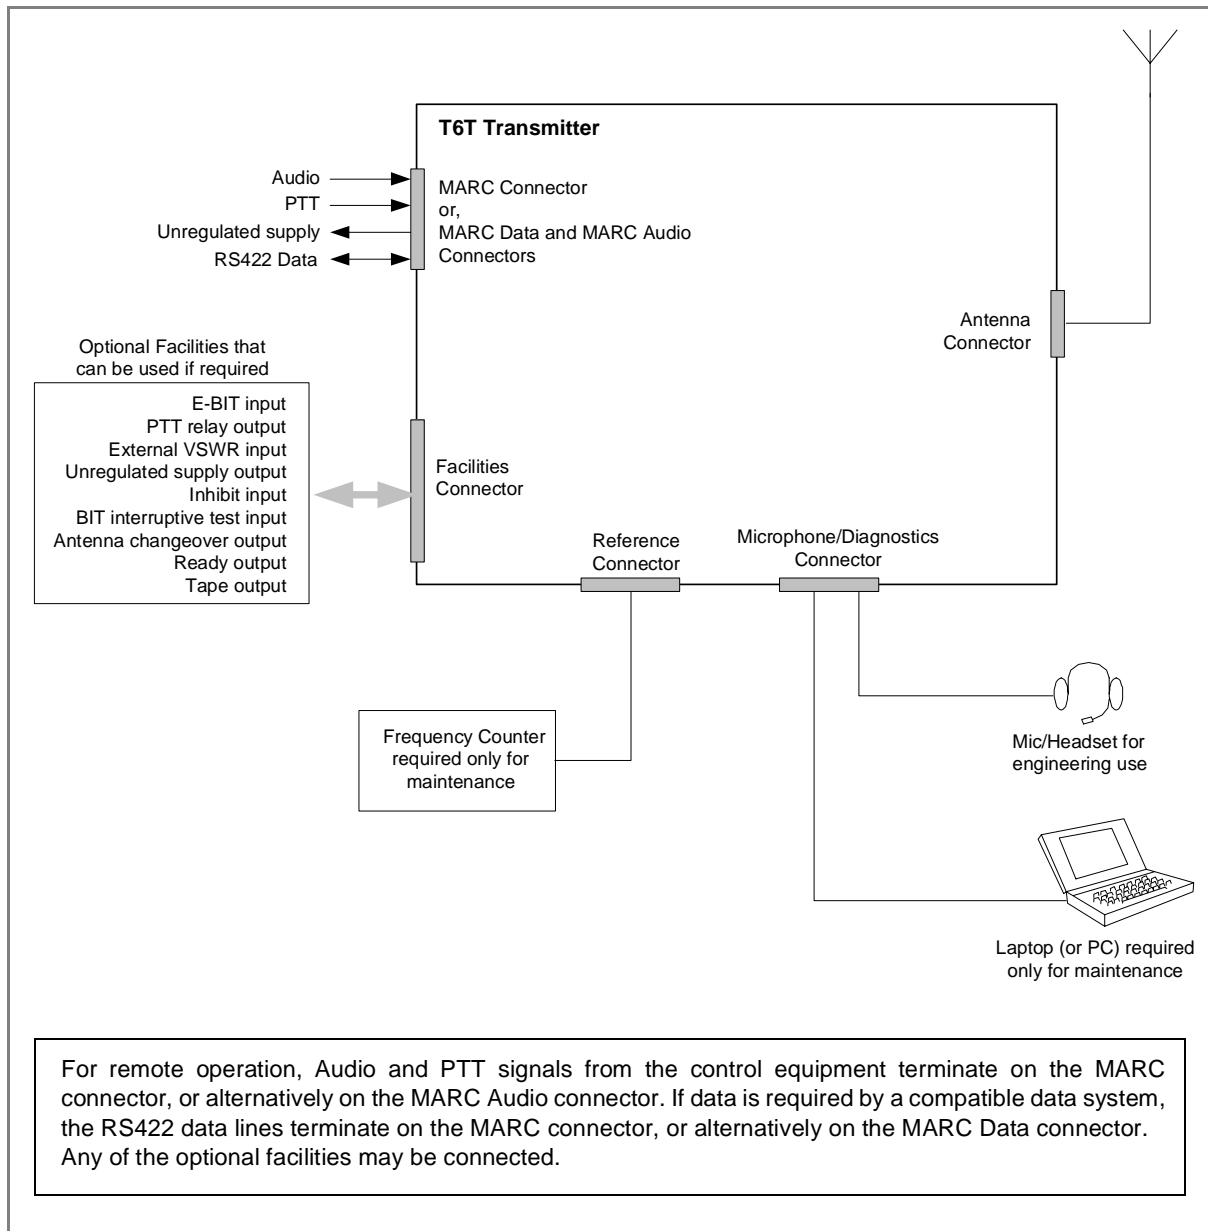 T6T Transmitter
Audio
PTT
Unregulated supply
RS422 Data
MARC Connector
or,
MARC Data and MARC Audio
Connectors
Antenna
Connector
Optional Facilities that
can be used if required
E-BIT input
PTT relay output
External VSWR input
Unregulated supply output
Inhibit input
BIT interruptive test input
Antenna changeover output
Ready output
Tape output
Facilities
Connector
Reference
Connector
Microphone/Diagnostics
Connector
Frequency Counter
required only for
maintenance
Mic/Headset for
engineering use
Laptop (or PC) required
only for maintenance
For remote operation, Audio and PTT signals from the control equipment terminate on the MARC
connector, or alternatively on the MARC Audio connector. If data is required by a compatible data system,
the RS422 data lines terminate on the MARC connector, or alternatively on the MARC Data connector.
Any of the optional facilities may be connected.